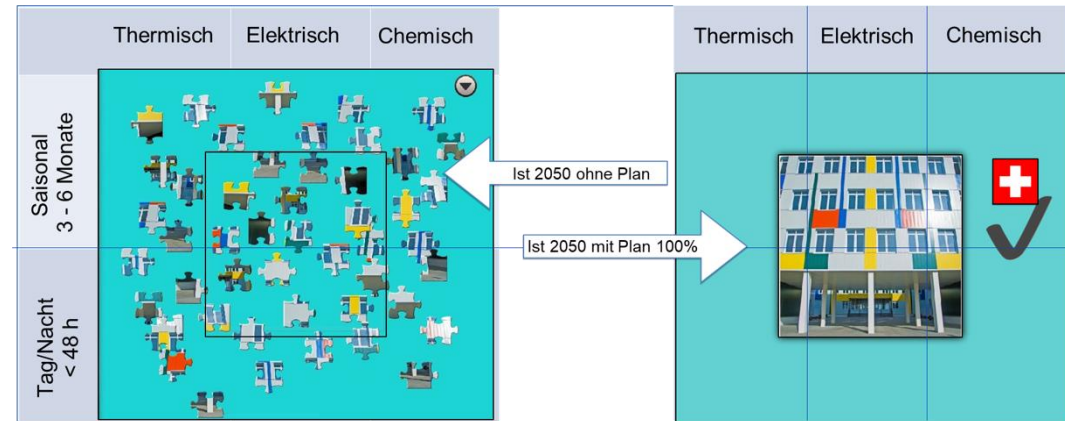 Thermisch Elektrisch Chemisch
Thermisch Elektrisch Chemisch
Saisonal
3 - 6 Monate
Ist 2050 ohne Plan
Ist 2050 mit Plan 100%
Tag/Nacht
< 48 h